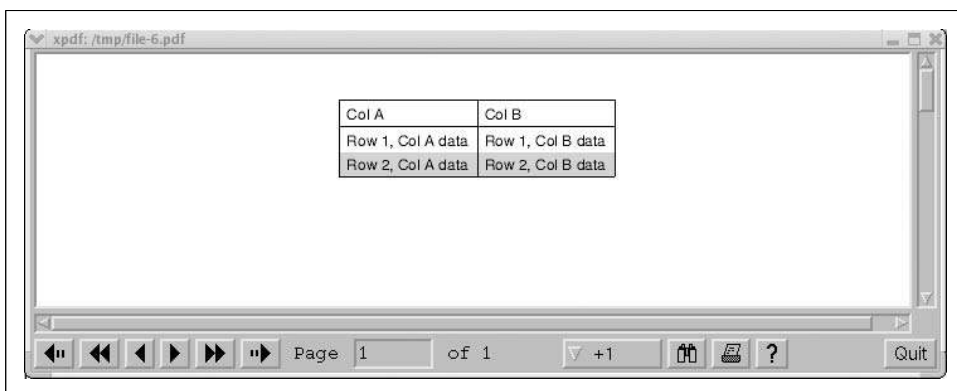 xpdf: /tmp/file-6.pdf
Col A Col B
Row 1, Col A data Row 1, Col B data
Row 2, Col A data Row 2, Col B data
Page 1 of 1 +1 ? Quit